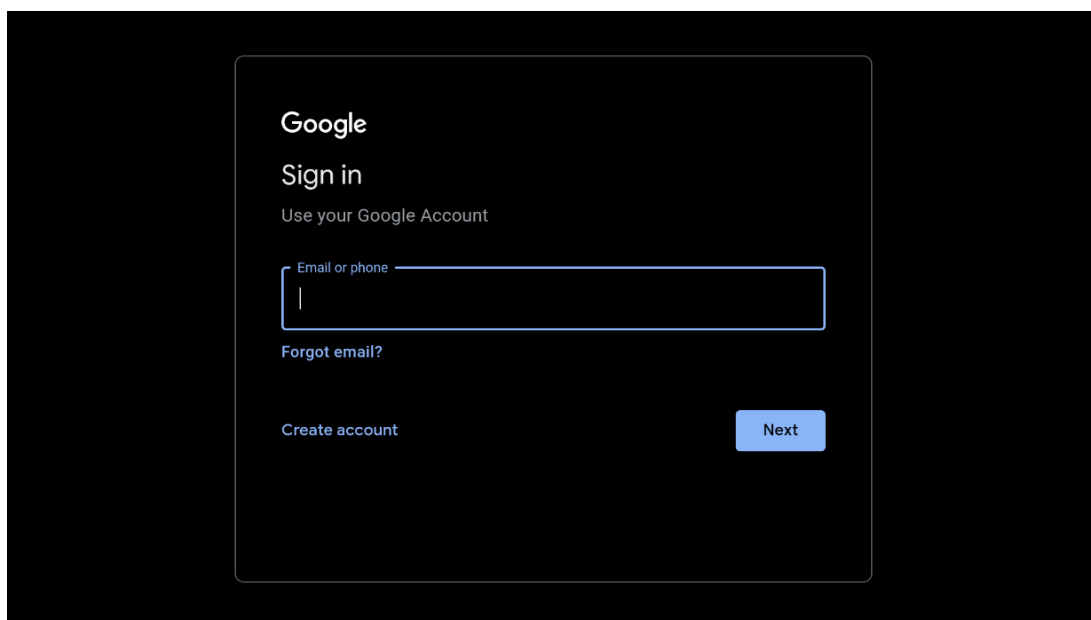 Google
Sign in
Use your Google Account
Email or phone
Forgot email?
Create account
Next